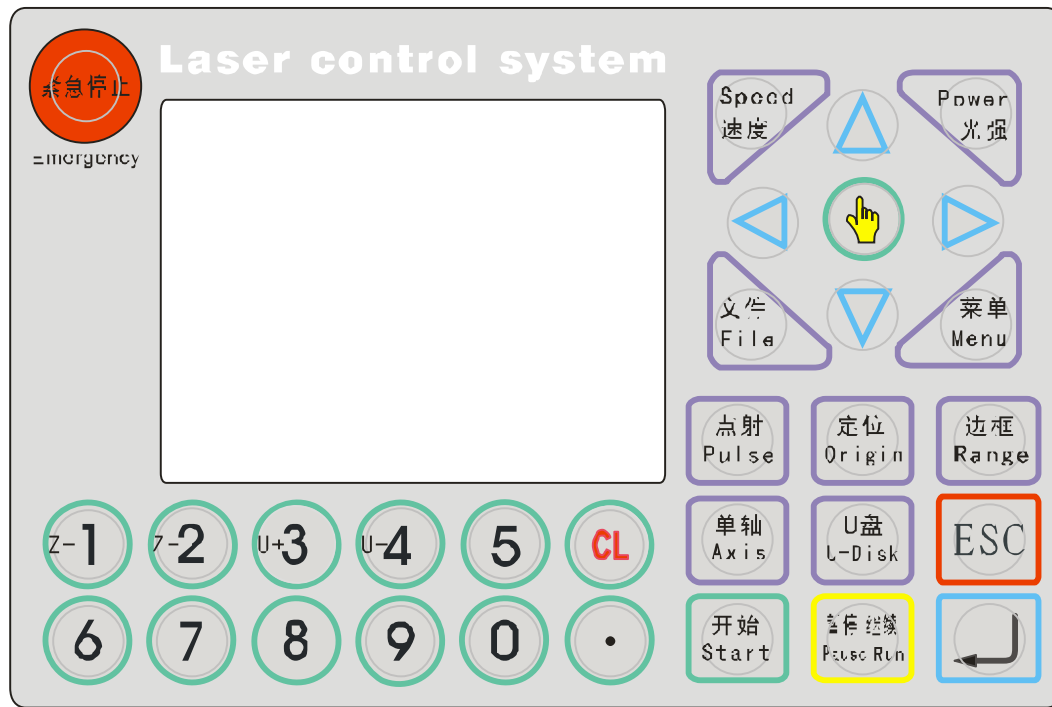 Laser control system
紧急停止
Emergency
Speed
速度
Power
光强
文件
File
菜单
Menu
点射
Pulse
定位
Origin
边框
Range
Z-1
Z-2
U+3
U-4
5
CL
单轴
Axis
U盘
U-Disk
ESC
6
7
8
9
0
.
开始
Start
暂停 继续
Pause Run